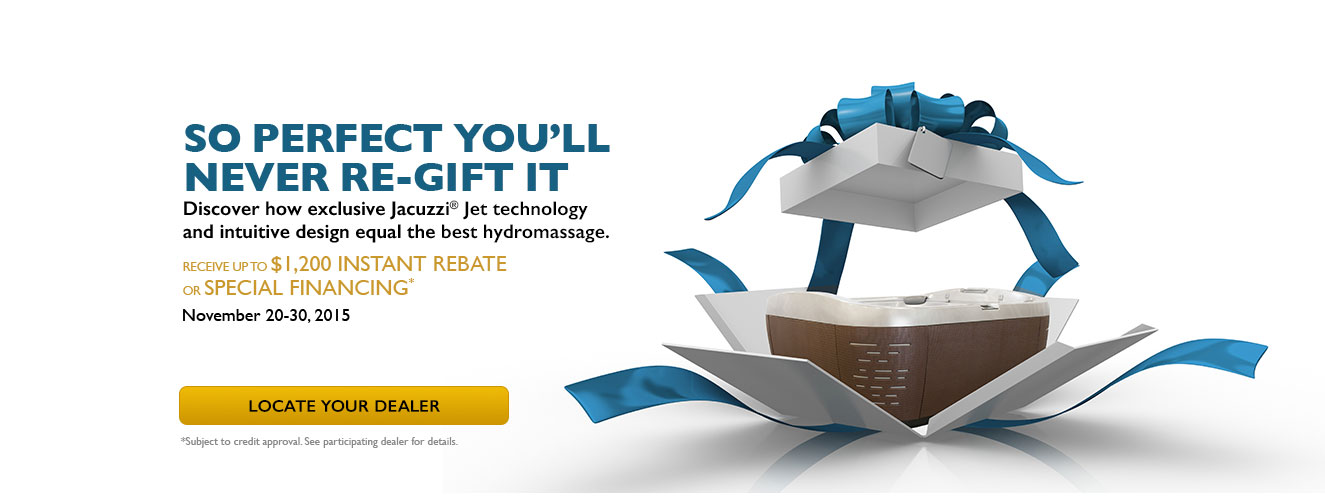 SO PERFECT YOU’LL
NEVER RE-GIFT IT
Discover how exclusive Jacuzzi® Jet technology
and intuitive design equal the best hydromassage.
RECEIVE UP TO $1,200 INSTANT REBATE
OR SPECIAL FINANCING*
November 20-30, 2015
LOCATE YOUR DEALER
*Subject to credit approval. See participating dealer for details.